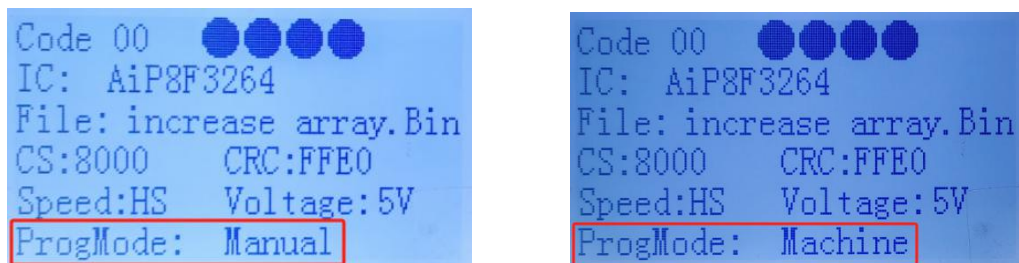 Code 00
IC: AiP8F3264
File: increase array.Bin
CS:8000 CRC:FFE0
Speed:HS Voltage:5V
ProgMode: Manual
Code 00
IC: AiP8F3264
File: increase array.Bin
CS:8000 CRC:FFE0
Speed:HS Voltage:5V
ProgMode: Machine